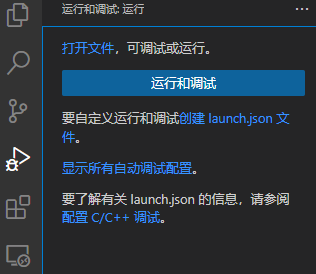 运行和调试: 运行
打开文件，可调试或运行。
运行和调试
要自定义运行和调试创建 launch.json 文
件。
显示所有自动调试配置。
要了解有关 launch.json 的信息，请参阅
配置 C/C++ 调试。